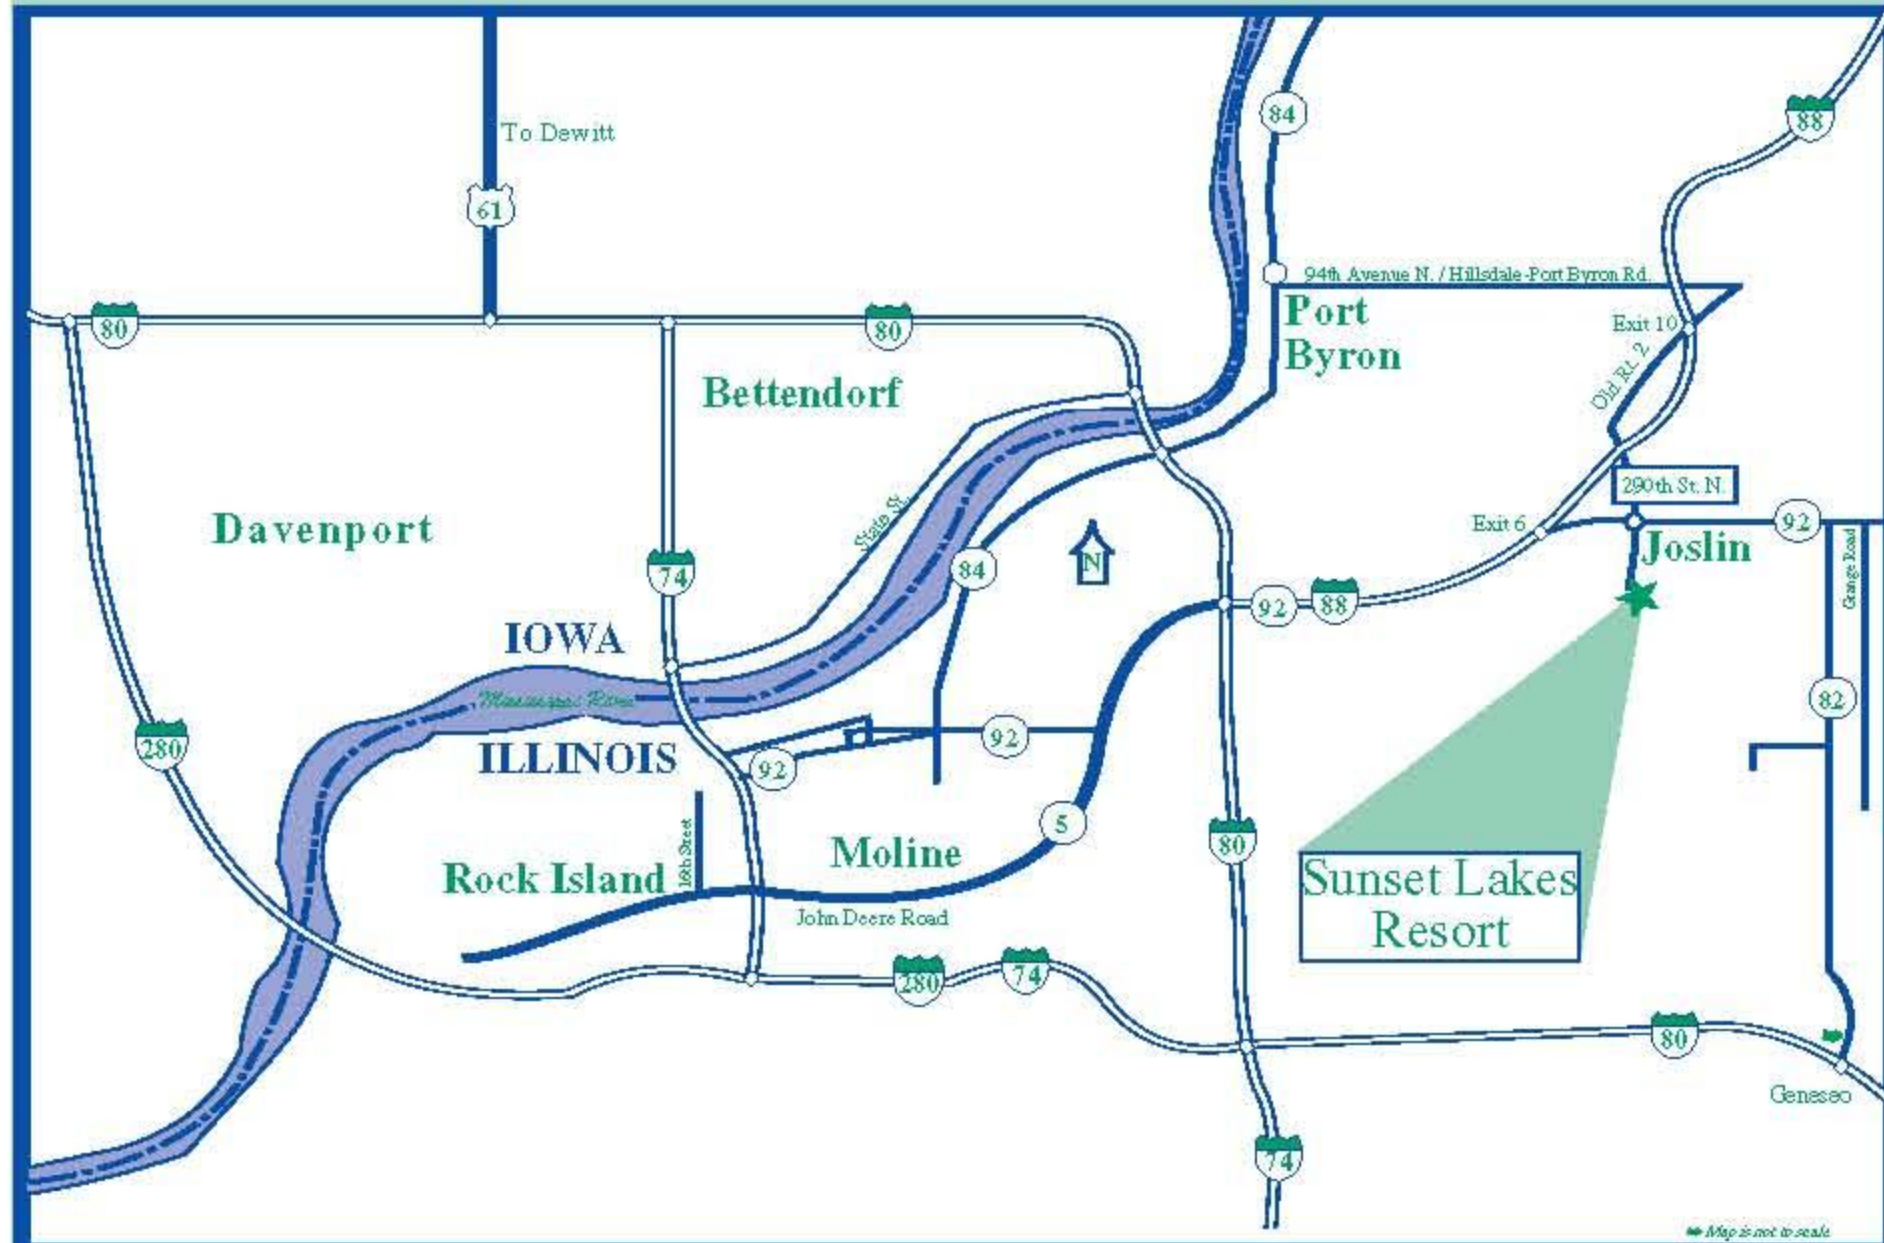 To Dewitt
84
88
61
94th Avenue N. / Hillsdale-Port Byron Rd.
80
80
Port
Byron
Exit 10
Old Rt. 2
Bettendorf
290th St. N.
Davenport
State St.
Exit 6
92
Joslin
Grange Road
74
84
N
92
88
IOWA
Mississippi River
82
280
ILLINOIS
92
92
5
80
16th Street
Moline
Rock Island
John Deere Road
Sunset Lakes
Resort
280
74
80
Geneseo
74
Map is not to scale